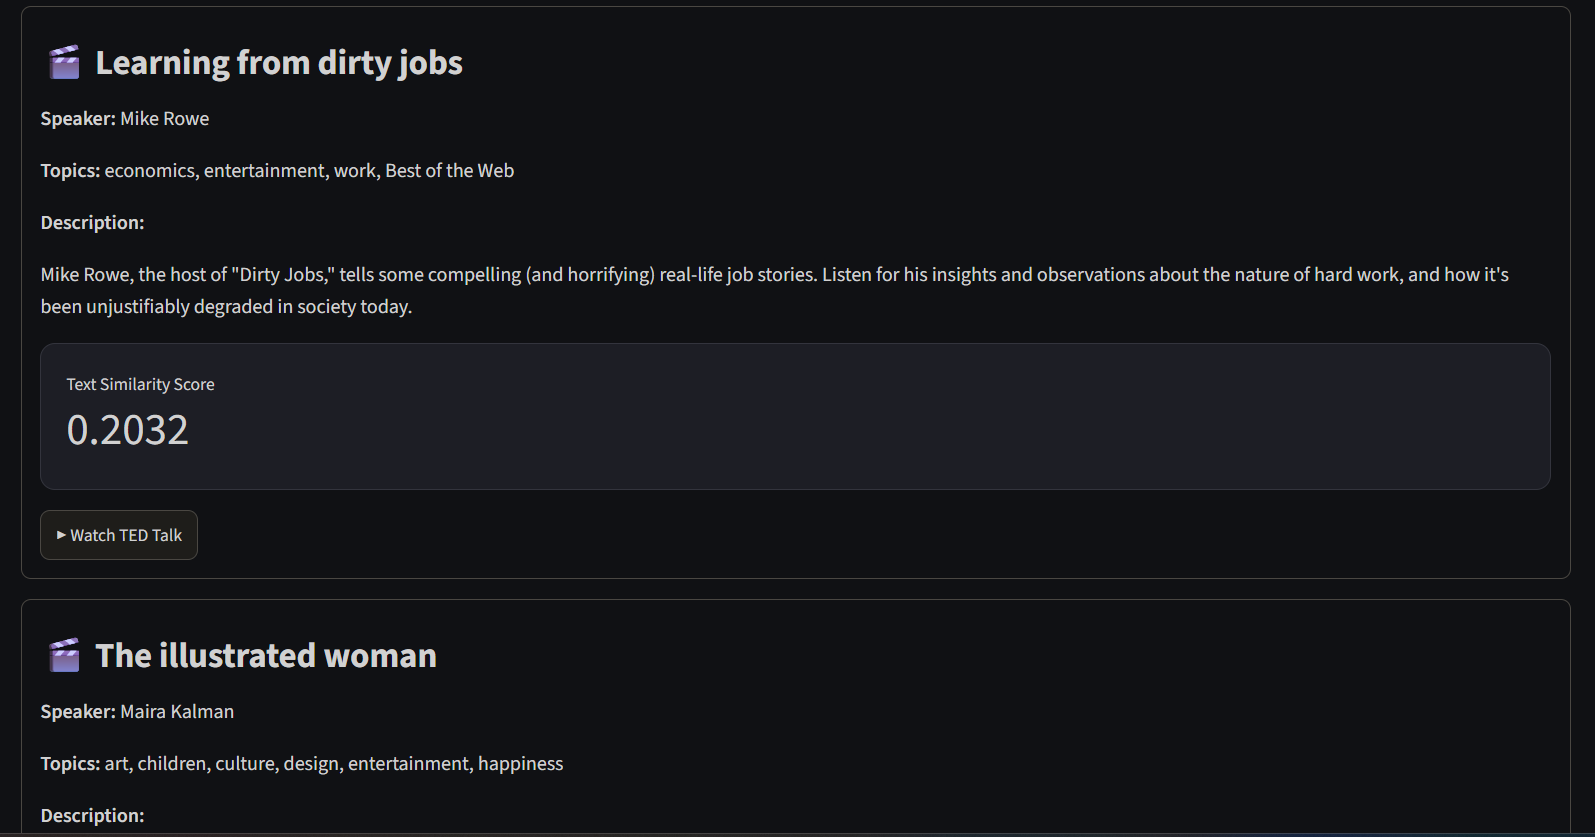 Learning from dirty jobs
Speaker: Mike Rowe
Topics: economics, entertainment, work, Best of the Web
Description:
Mike Rowe, the host of "Dirty Jobs," tells some compelling (and horrifying) real-life job stories. Listen for his insights and observations about the nature of hard work, and how it's
been unjustifiably degraded in society today.
Text Similarity Score
0.2032
Watch TED Talk
The illustrated woman
Speaker: Maira Kalman
Topics: art, children, culture, design, entertainment, happiness
Description: